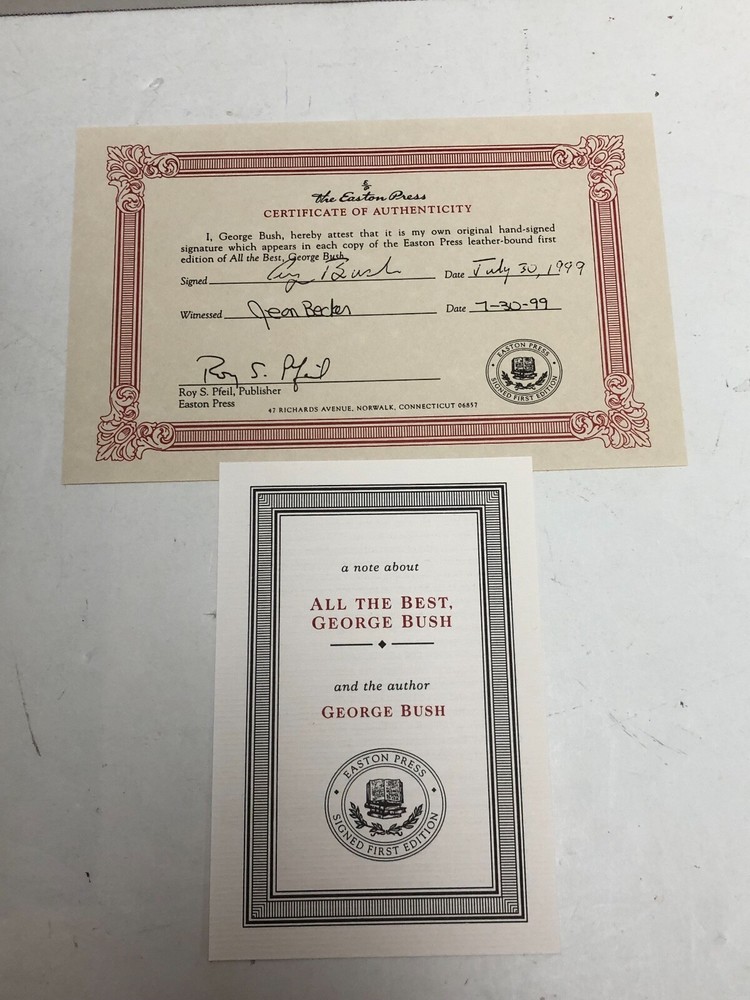 the Easton Press
CERTIFICATE OF AUTHENTICITY
I, George Bush, hereby attest that it is my own original hand-signed
signature which appears in each copy of the Easton Press leather-bound first
edition of All the Best, George Bush.
Signed G Bush Date July 30, 1999
Witnessed Jean Becker Date 7-30-99
Roy S. Pfeil
Roy S. Pfeil, Publisher
Easton Press
47 RICHARDS AVENUE, NORWALK, CONNECTICUT 06857
EASTON PRESS
SIGNED FIRST EDITION
a note about
ALL THE BEST,
GEORGE BUSH
and the author
GEORGE BUSH
EASTON PRESS
SIGNED FIRST EDITION